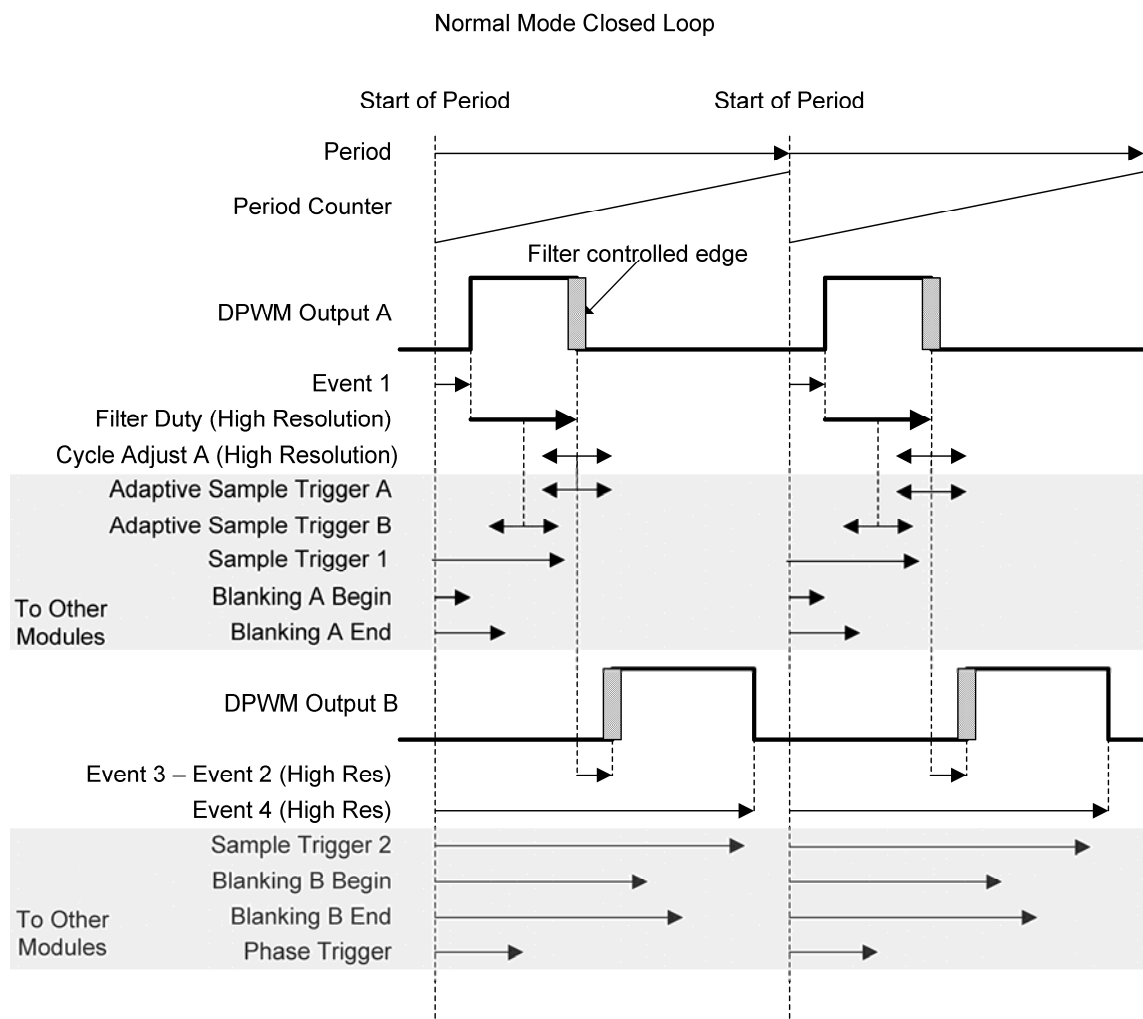 Normal Mode Closed Loop
Start of Period
Start of Period
Period
Period Counter
Filter controlled edge
DPWM Output A
Event 1
Filter Duty (High Resolution)
Cycle Adjust A (High Resolution)
Adaptive Sample Trigger A
Adaptive Sample Trigger B
Sample Trigger 1
Blanking A Begin
To Other
Modules
Blanking A End
DPWM Output B
Event 3 – Event 2 (High Res)
Event 4 (High Res)
Sample Trigger 2
Blanking B Begin
Blanking B End
To Other
Modules
Phase Trigger